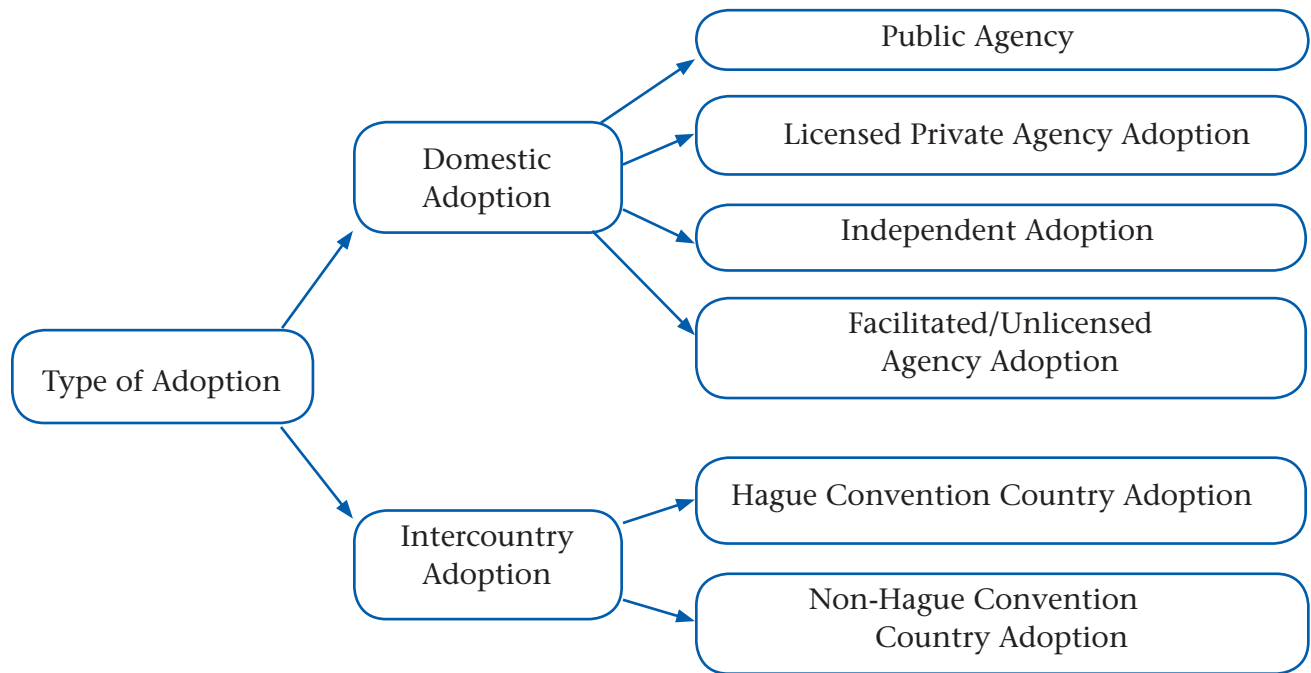 Public Agency
Licensed Private Agency Adoption
Domestic
Adoption
Independent Adoption
Facilitated/Unlicensed
Agency Adoption
Type of Adoption
Hague Convention Country Adoption
Intercountry
Adoption
Non-Hague Convention
Country Adoption